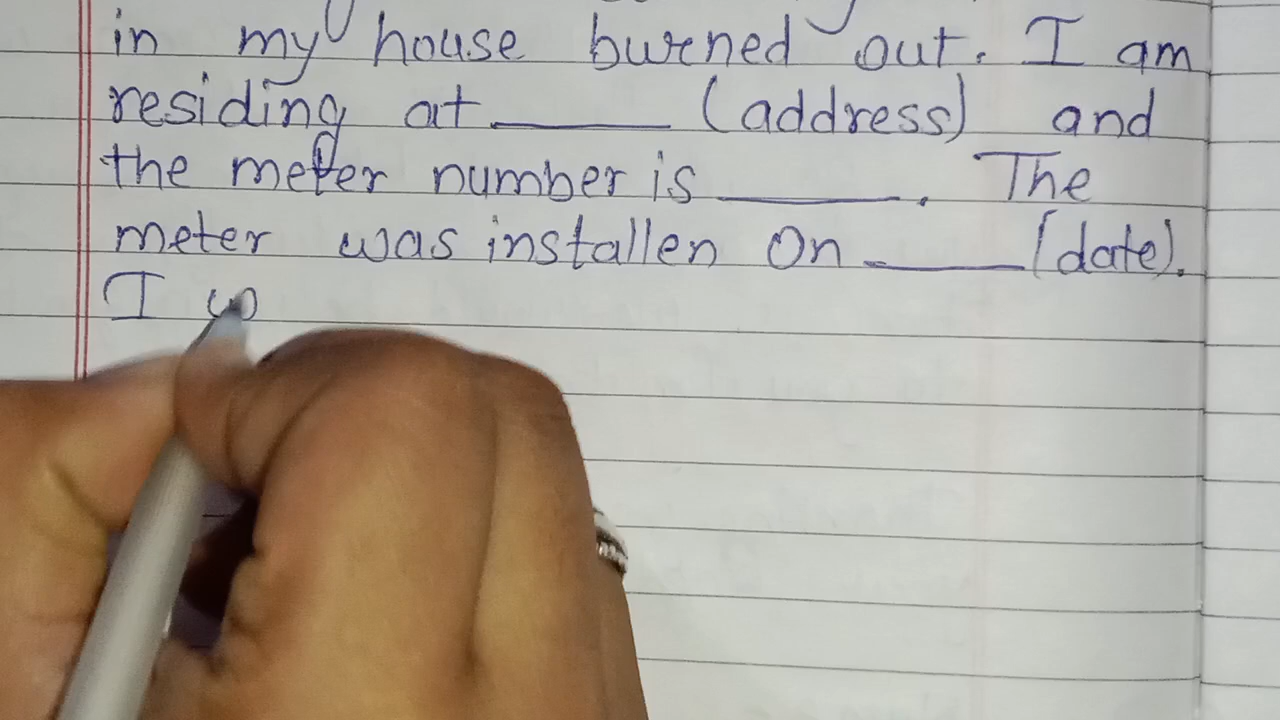 in my house burned out. I am
residing at _____ (address) and
the meter number is ______. The
meter was installen on _____ (date).
I